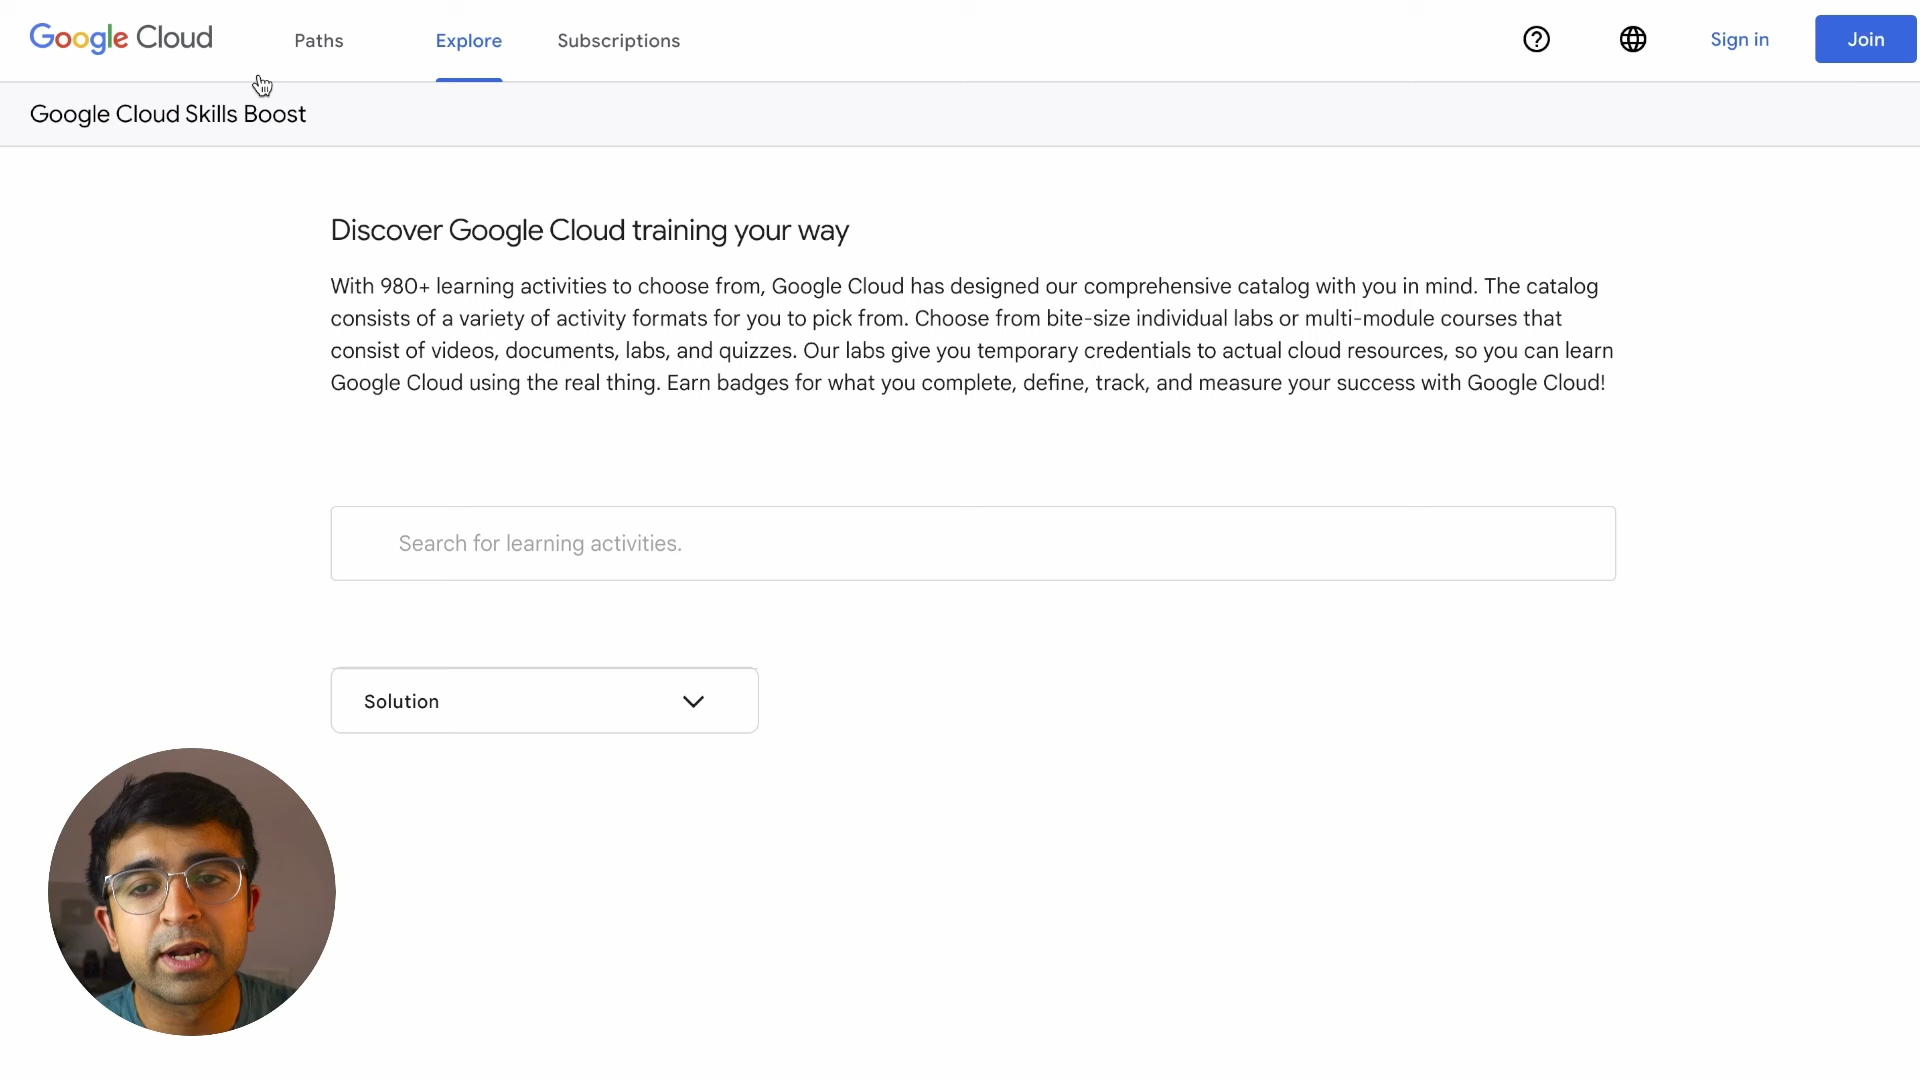 Google Cloud
Paths
Explore
Subscriptions
Sign in
Join
Google Cloud Skills Boost
Discover Google Cloud training your way
With 980+ learning activities to choose from, Google Cloud has designed our comprehensive catalog with you in mind. The catalog
consists of a variety of activity formats for you to pick from. Choose from bite-size individual labs or multi-module courses that
consist of videos, documents, labs, and quizzes. Our labs give you temporary credentials to actual cloud resources, so you can learn
Google Cloud using the real thing. Earn badges for what you complete, define, track, and measure your success with Google Cloud!
Search for learning activities.
Solution